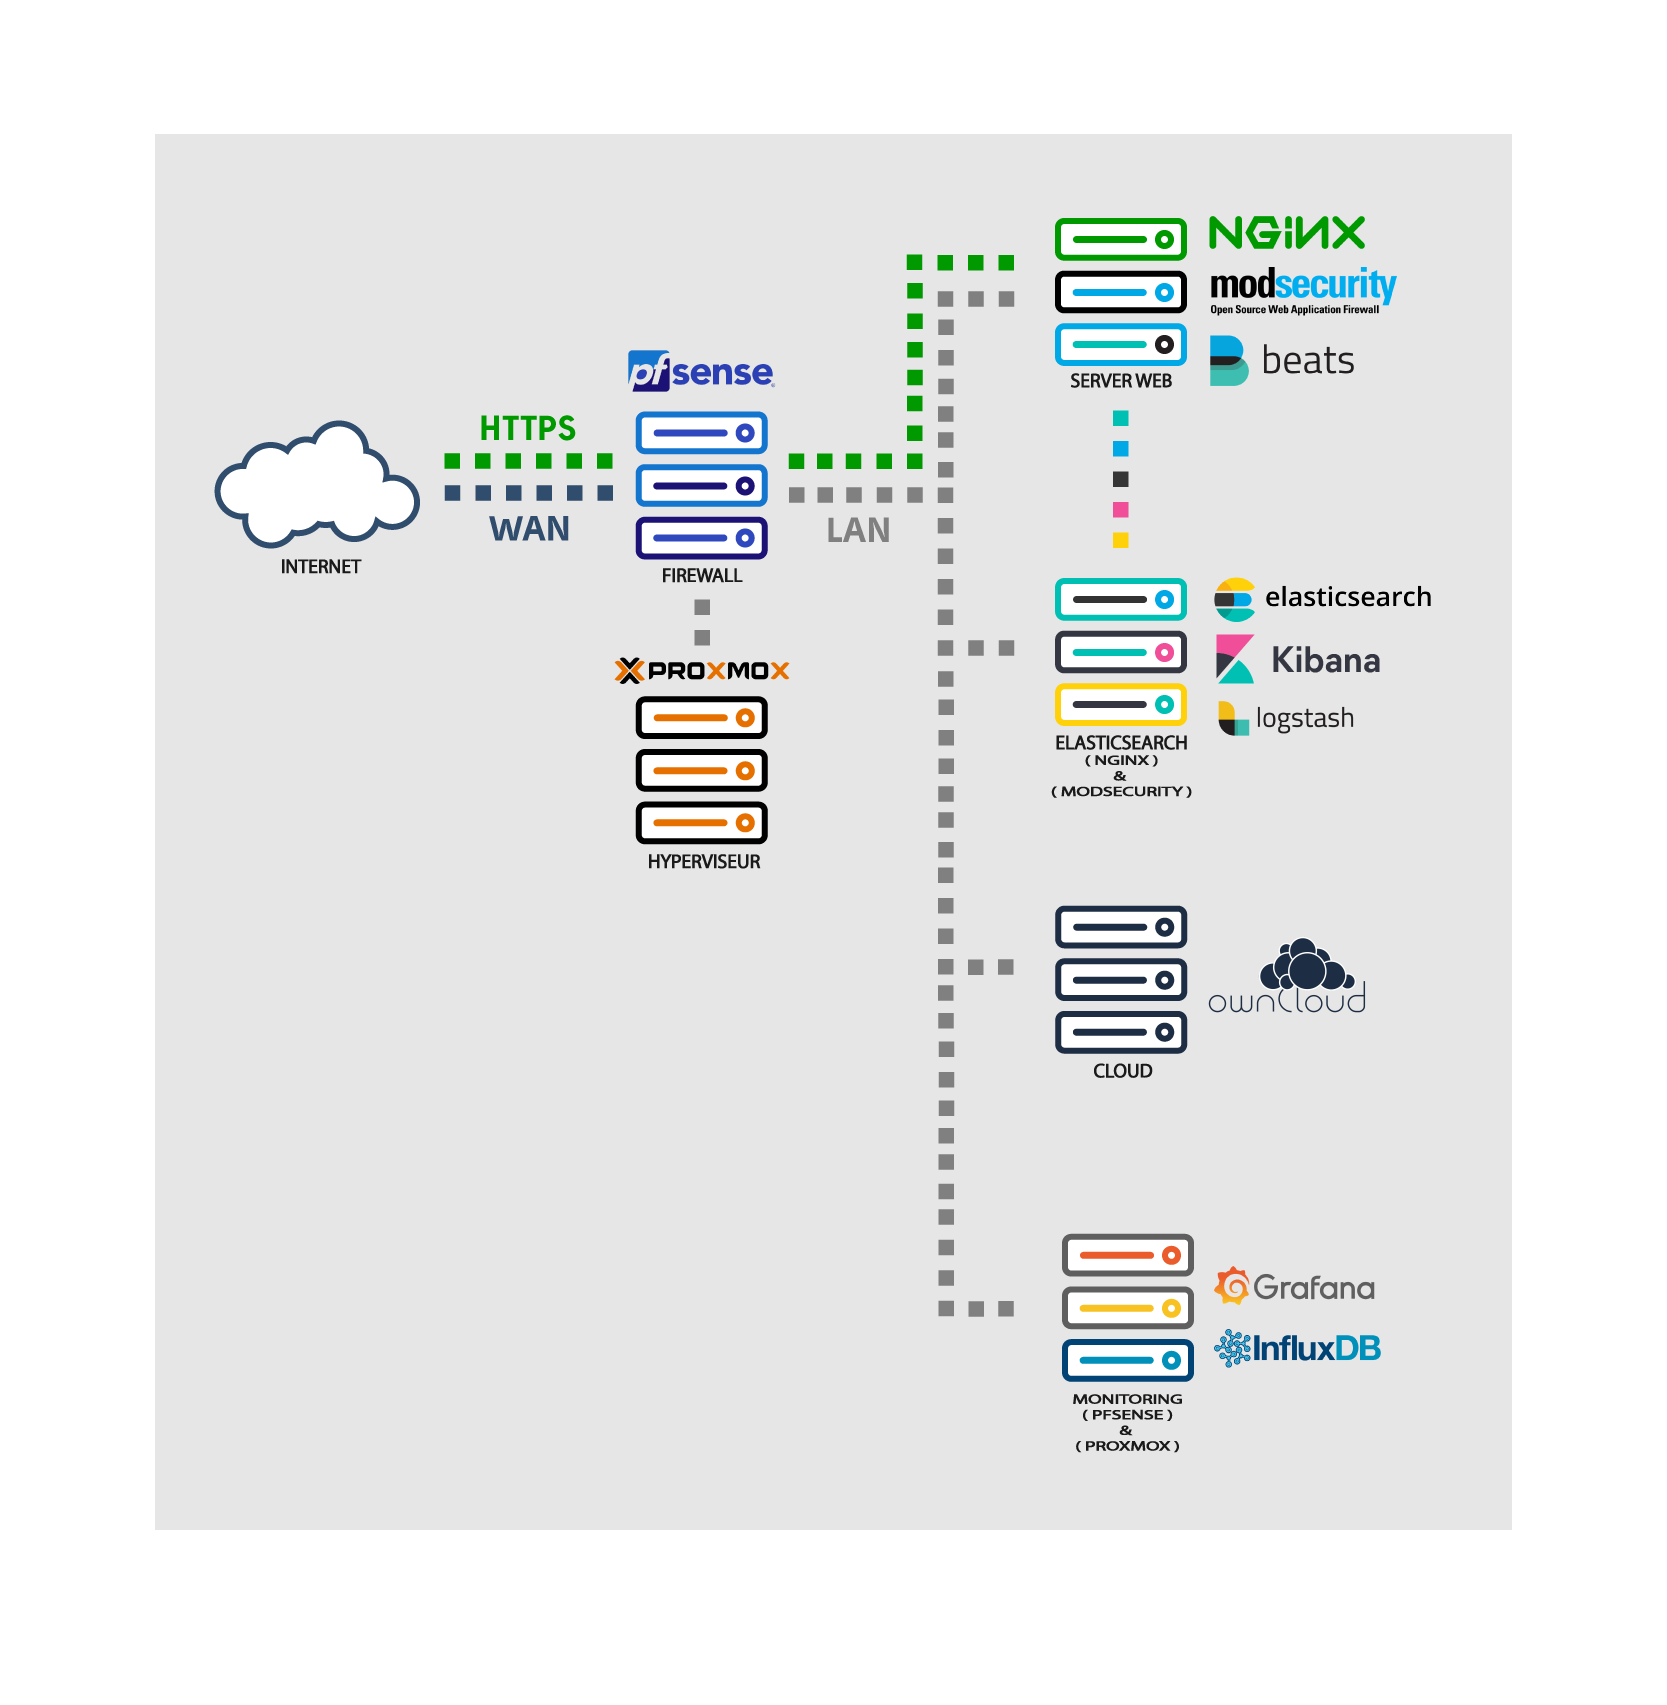 NGINX
modsecurity
Open Source Web Application Firewall
beats
SERVER WEB
pfsense
HTTPS
WAN
INTERNET
FIREWALL
LAN
PROXMOX
HYPERVISEUR
elasticsearch
Kibana
logstash
ELASTICSEARCH
( NGINX )
&
( MODSECURITY )
ownCloud
CLOUD
Grafana
InfluxDB
MONITORING
( PFSENSE )
&
( PROXMOX )